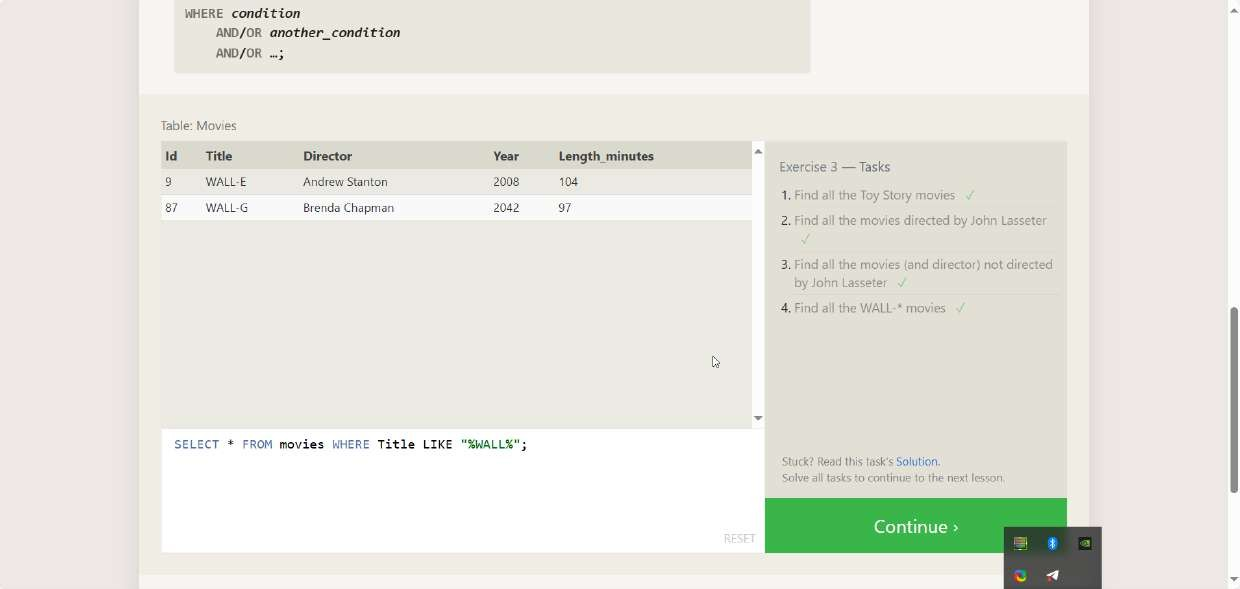 WHERE condition
AND/OR another_condition
AND/OR …;
Table: Movies
Id Title Director Year Length_minutes
9 WALL-E Andrew Stanton 2008 104
87 WALL-G Brenda Chapman 2042 97
Exercise 3 — Tasks
1. Find all the Toy Story movies ✓
2. Find all the movies directed by John Lasseter
✓
3. Find all the movies (and director) not directed
by John Lasseter ✓
4. Find all the WALL-* movies ✓
SELECT * FROM movies WHERE Title LIKE "%WALL%";
RESET
Stuck? Read this task's Solution.
Solve all tasks to continue to the next lesson.
Continue ›